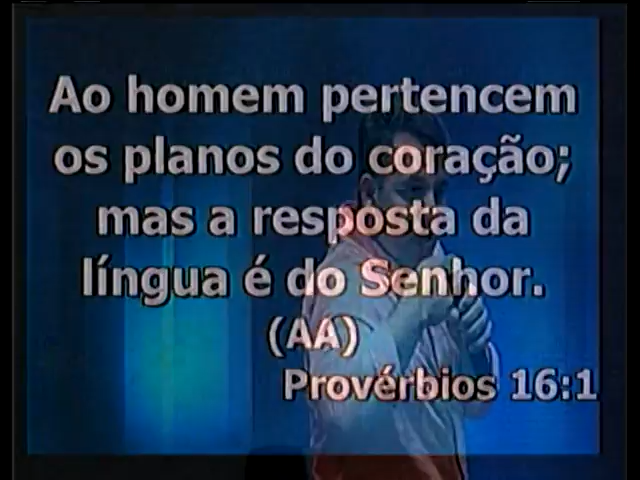 Ao homem pertencem
os planos do coração;
mas a resposta da
língua é do Senhor.
(AA)
Provérbios 16:1